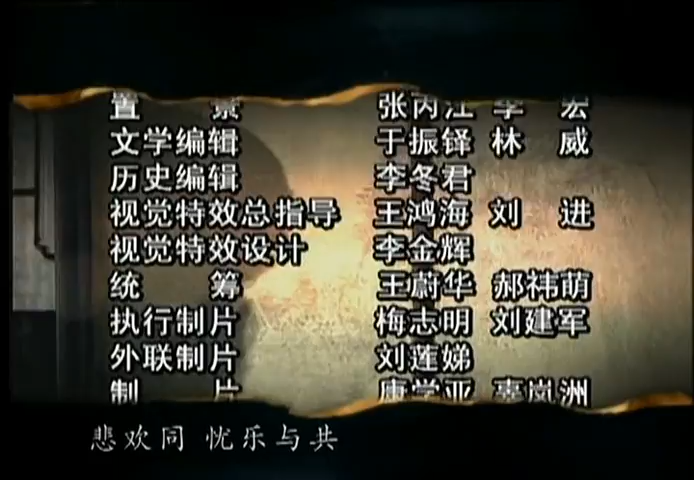 置景 张丙江 李宏
文学编辑 于振铎 林威
历史编辑 李冬君
视觉特效总指导 王鸿海 刘进
视觉特效设计 李金辉
统筹 王蔚华 郝祎萌
执行制片 梅志明 刘建军
外联制片 刘莲娣
制片 康学亚 辜岚洲
悲欢同 忧乐与共